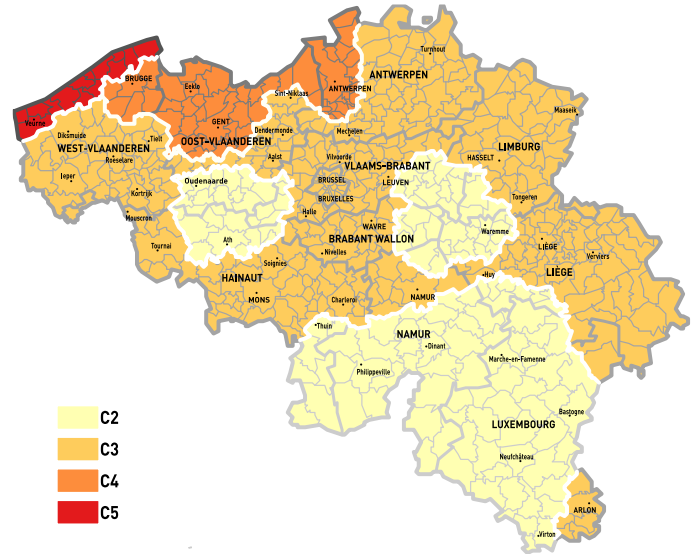 Turnhout
ANTWERPEN
BRUGGE
Eeklo
ANTWERPEN
Sint-Niklaas
Maaseik
Veurne
GENT
Diksmuide
Tielt
OOST-VLAANDEREN
Dendermonde
Mechelen
WEST-VLAANDEREN
Roeselare
Aalst
Vilvoorde
VLAAMS-BRABANT
HASSELT
LIMBURG
Ieper
Oudenaarde
BRUSSEL
LEUVEN
Kortrijk
BRUXELLES
Tongeren
Mouscron
Halle
WAVRE
Waremme
Ath
BRABANT WALLON
Tournai
Nivelles
LIÈGE
Verviers
Soignies
LIÈGE
HAINAUT
Huy
MONS
Charleroi
NAMUR
Thuin
NAMUR
Dinant
Marche-en-Famenne
Philippeville
Bastogne
LUXEMBOURG
Neufchâteau
ARLON
Virton
C2
C3
C4
C5